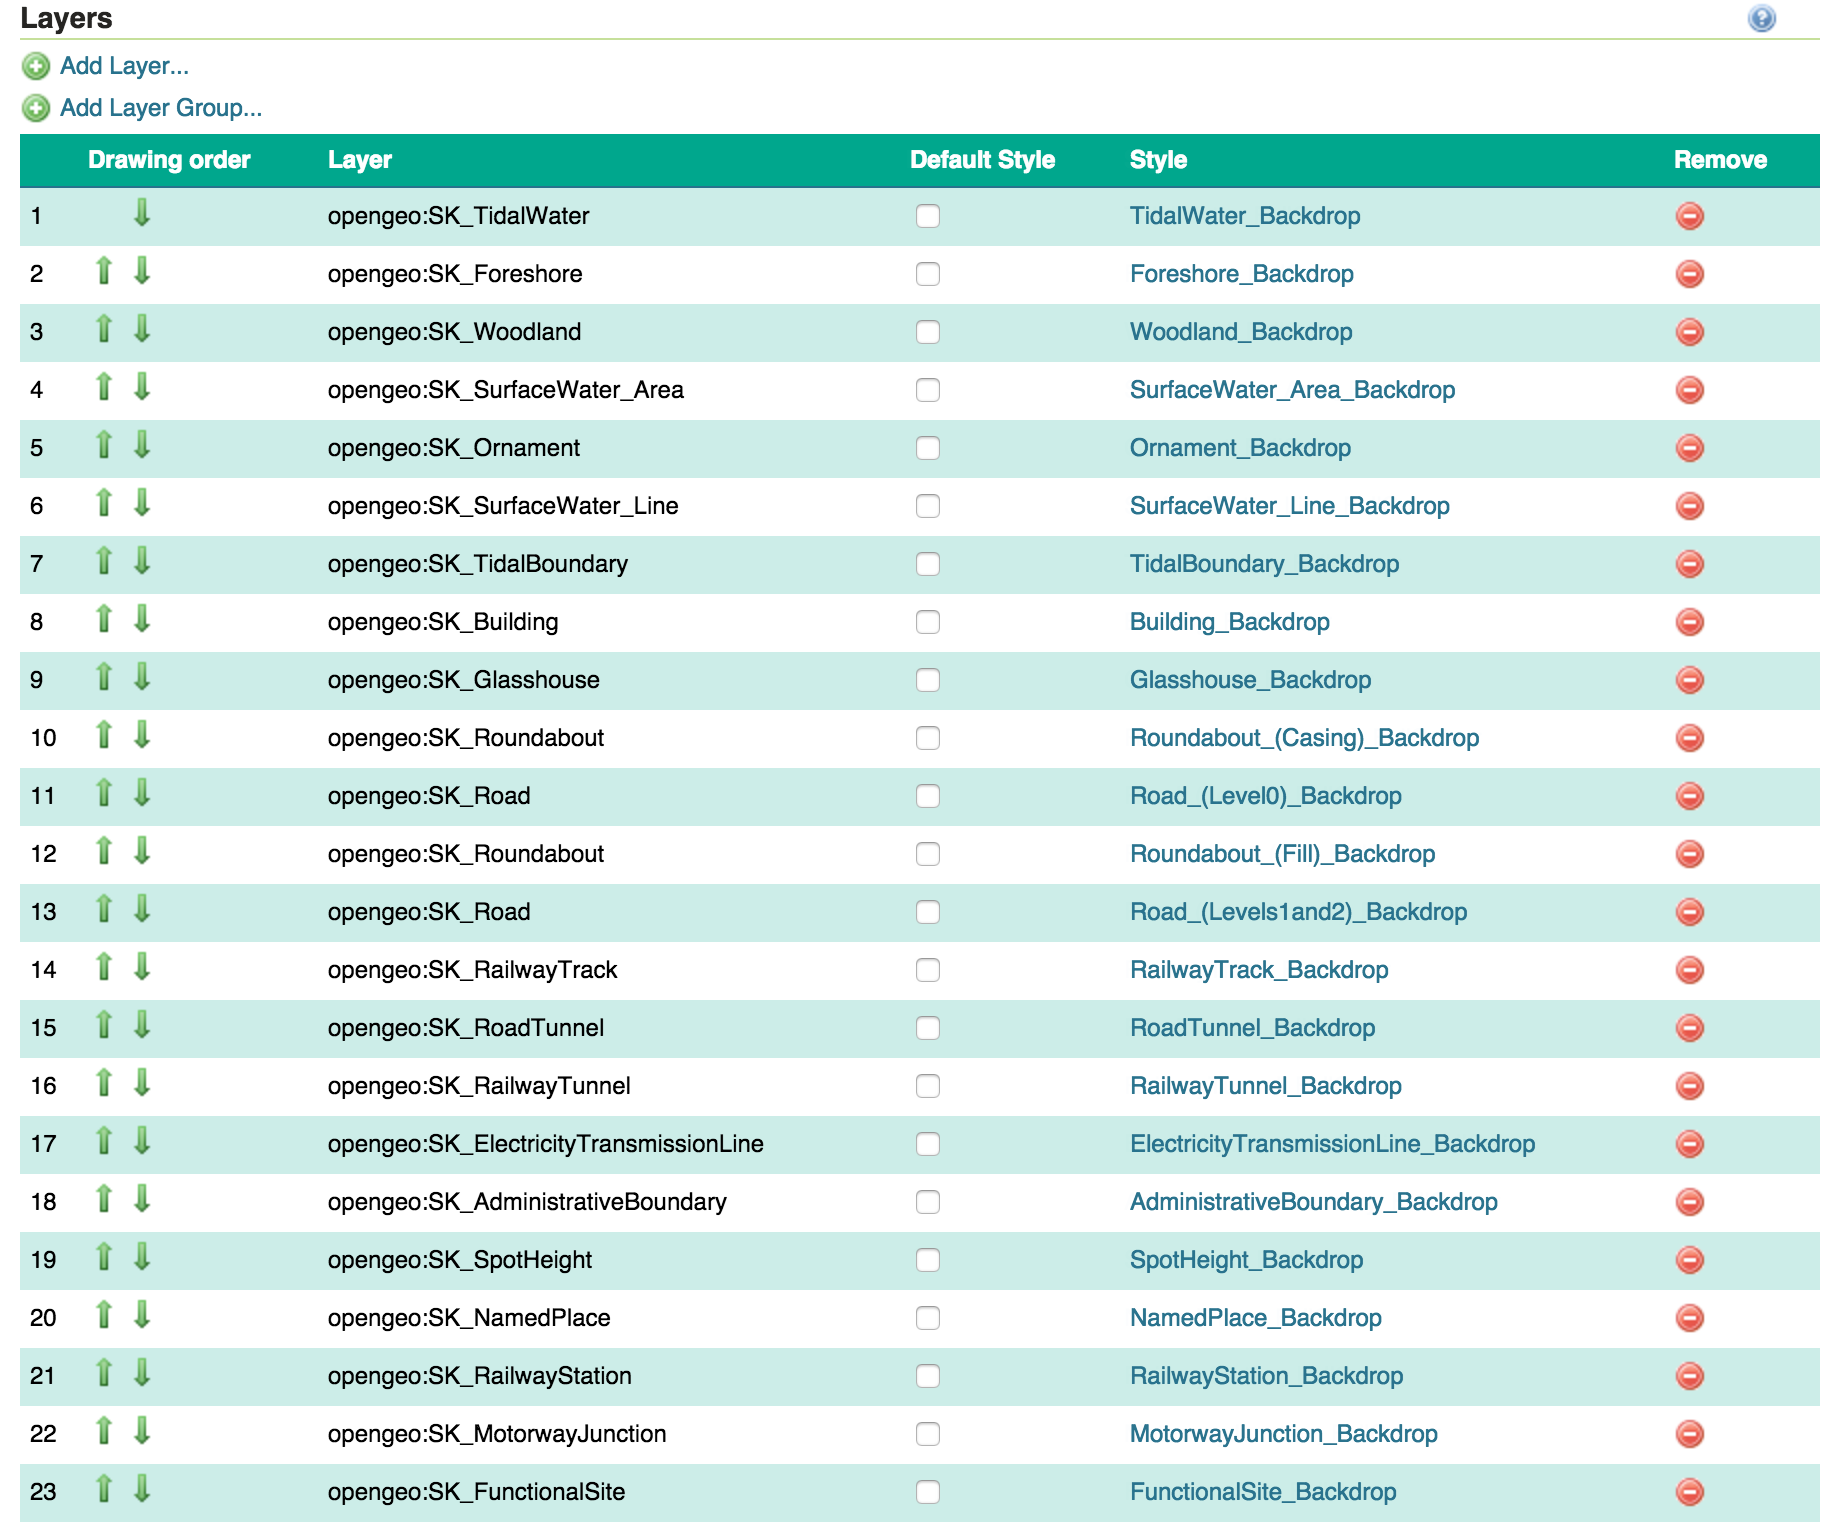 Layers
Add Layer...
Add Layer Group...
Drawing order Layer Default Style Style Remove
1 opengeo:SK_TidalWater TidalWater_Backdrop
2 opengeo:SK_Foreshore Foreshore_Backdrop
3 opengeo:SK_Woodland Woodland_Backdrop
4 opengeo:SK_SurfaceWater_Area SurfaceWater_Area_Backdrop
5 opengeo:SK_Ornament Ornament_Backdrop
6 opengeo:SK_SurfaceWater_Line SurfaceWater_Line_Backdrop
7 opengeo:SK_TidalBoundary TidalBoundary_Backdrop
8 opengeo:SK_Building Building_Backdrop
9 opengeo:SK_Glasshouse Glasshouse_Backdrop
10 opengeo:SK_Roundabout Roundabout_(Casing)_Backdrop
11 opengeo:SK_Road Road_(Level0)_Backdrop
12 opengeo:SK_Roundabout Roundabout_(Fill)_Backdrop
13 opengeo:SK_Road Road_(Levels1and2)_Backdrop
14 opengeo:SK_RailwayTrack RailwayTrack_Backdrop
15 opengeo:SK_RoadTunnel RoadTunnel_Backdrop
16 opengeo:SK_RailwayTunnel RailwayTunnel_Backdrop
17 opengeo:SK_ElectricityTransmissionLine ElectricityTransmissionLine_Backdrop
18 opengeo:SK_AdministrativeBoundary AdministrativeBoundary_Backdrop
19 opengeo:SK_SpotHeight SpotHeight_Backdrop
20 opengeo:SK_NamedPlace NamedPlace_Backdrop
21 opengeo:SK_RailwayStation RailwayStation_Backdrop
22 opengeo:SK_MotorwayJunction MotorwayJunction_Backdrop
23 opengeo:SK_FunctionalSite FunctionalSite_Backdrop